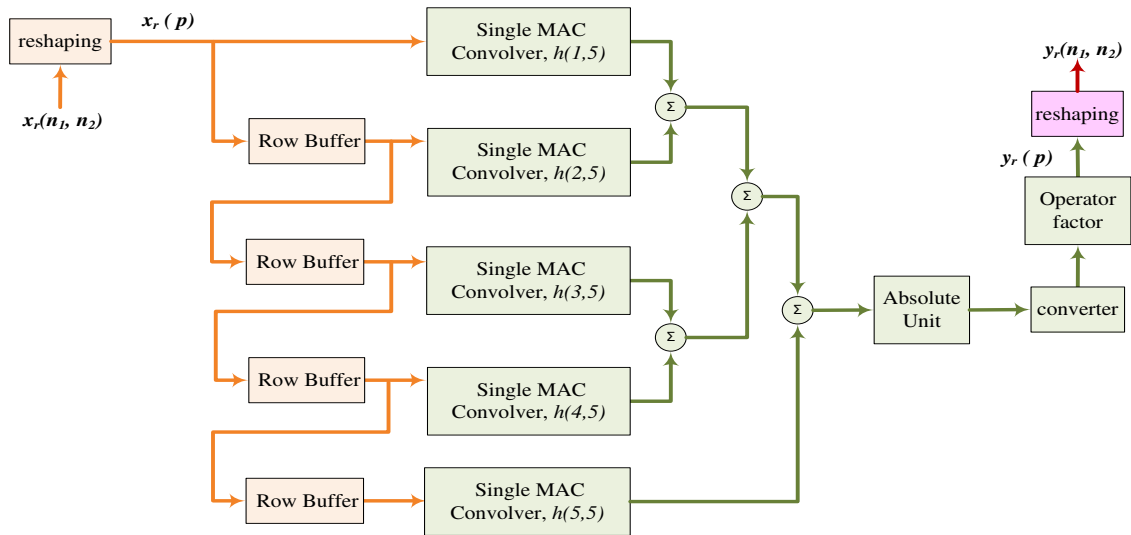 x_r ( p )
reshaping
x_r(n_1, n_2)
Single MAC
Convolver, h(1,5)
Σ
Row Buffer
Single MAC
Convolver, h(2,5)
Σ
Row Buffer
Single MAC
Convolver, h(3,5)
Σ
Row Buffer
Single MAC
Convolver, h(4,5)
Row Buffer
Single MAC
Convolver, h(5,5)
Σ
Absolute
Unit
converter
Operator
factor
y_r ( p )
reshaping
y_r(n_1, n_2)